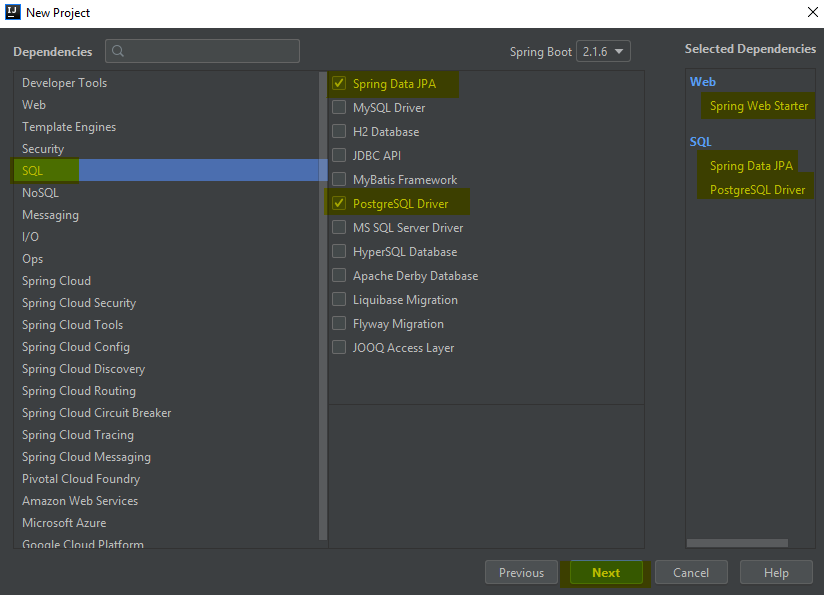 New Project
Dependencies
Spring Boot 2.1.6
Selected Dependencies
Developer Tools
Web
Template Engines
Security
SQL
NoSQL
Messaging
I/O
Ops
Spring Cloud
Spring Cloud Security
Spring Cloud Tools
Spring Cloud Config
Spring Cloud Discovery
Spring Cloud Routing
Spring Cloud Circuit Breaker
Spring Cloud Tracing
Spring Cloud Messaging
Pivotal Cloud Foundry
Amazon Web Services
Microsoft Azure
Google Cloud Platform
Spring Data JPA
MySQL Driver
H2 Database
JDBC API
MyBatis Framework
PostgreSQL Driver
MS SQL Server Driver
HyperSQL Database
Apache Derby Database
Liquibase Migration
Flyway Migration
JOOQ Access Layer
Web
Spring Web Starter
SQL
Spring Data JPA
PostgreSQL Driver
Previous
Next
Cancel
Help